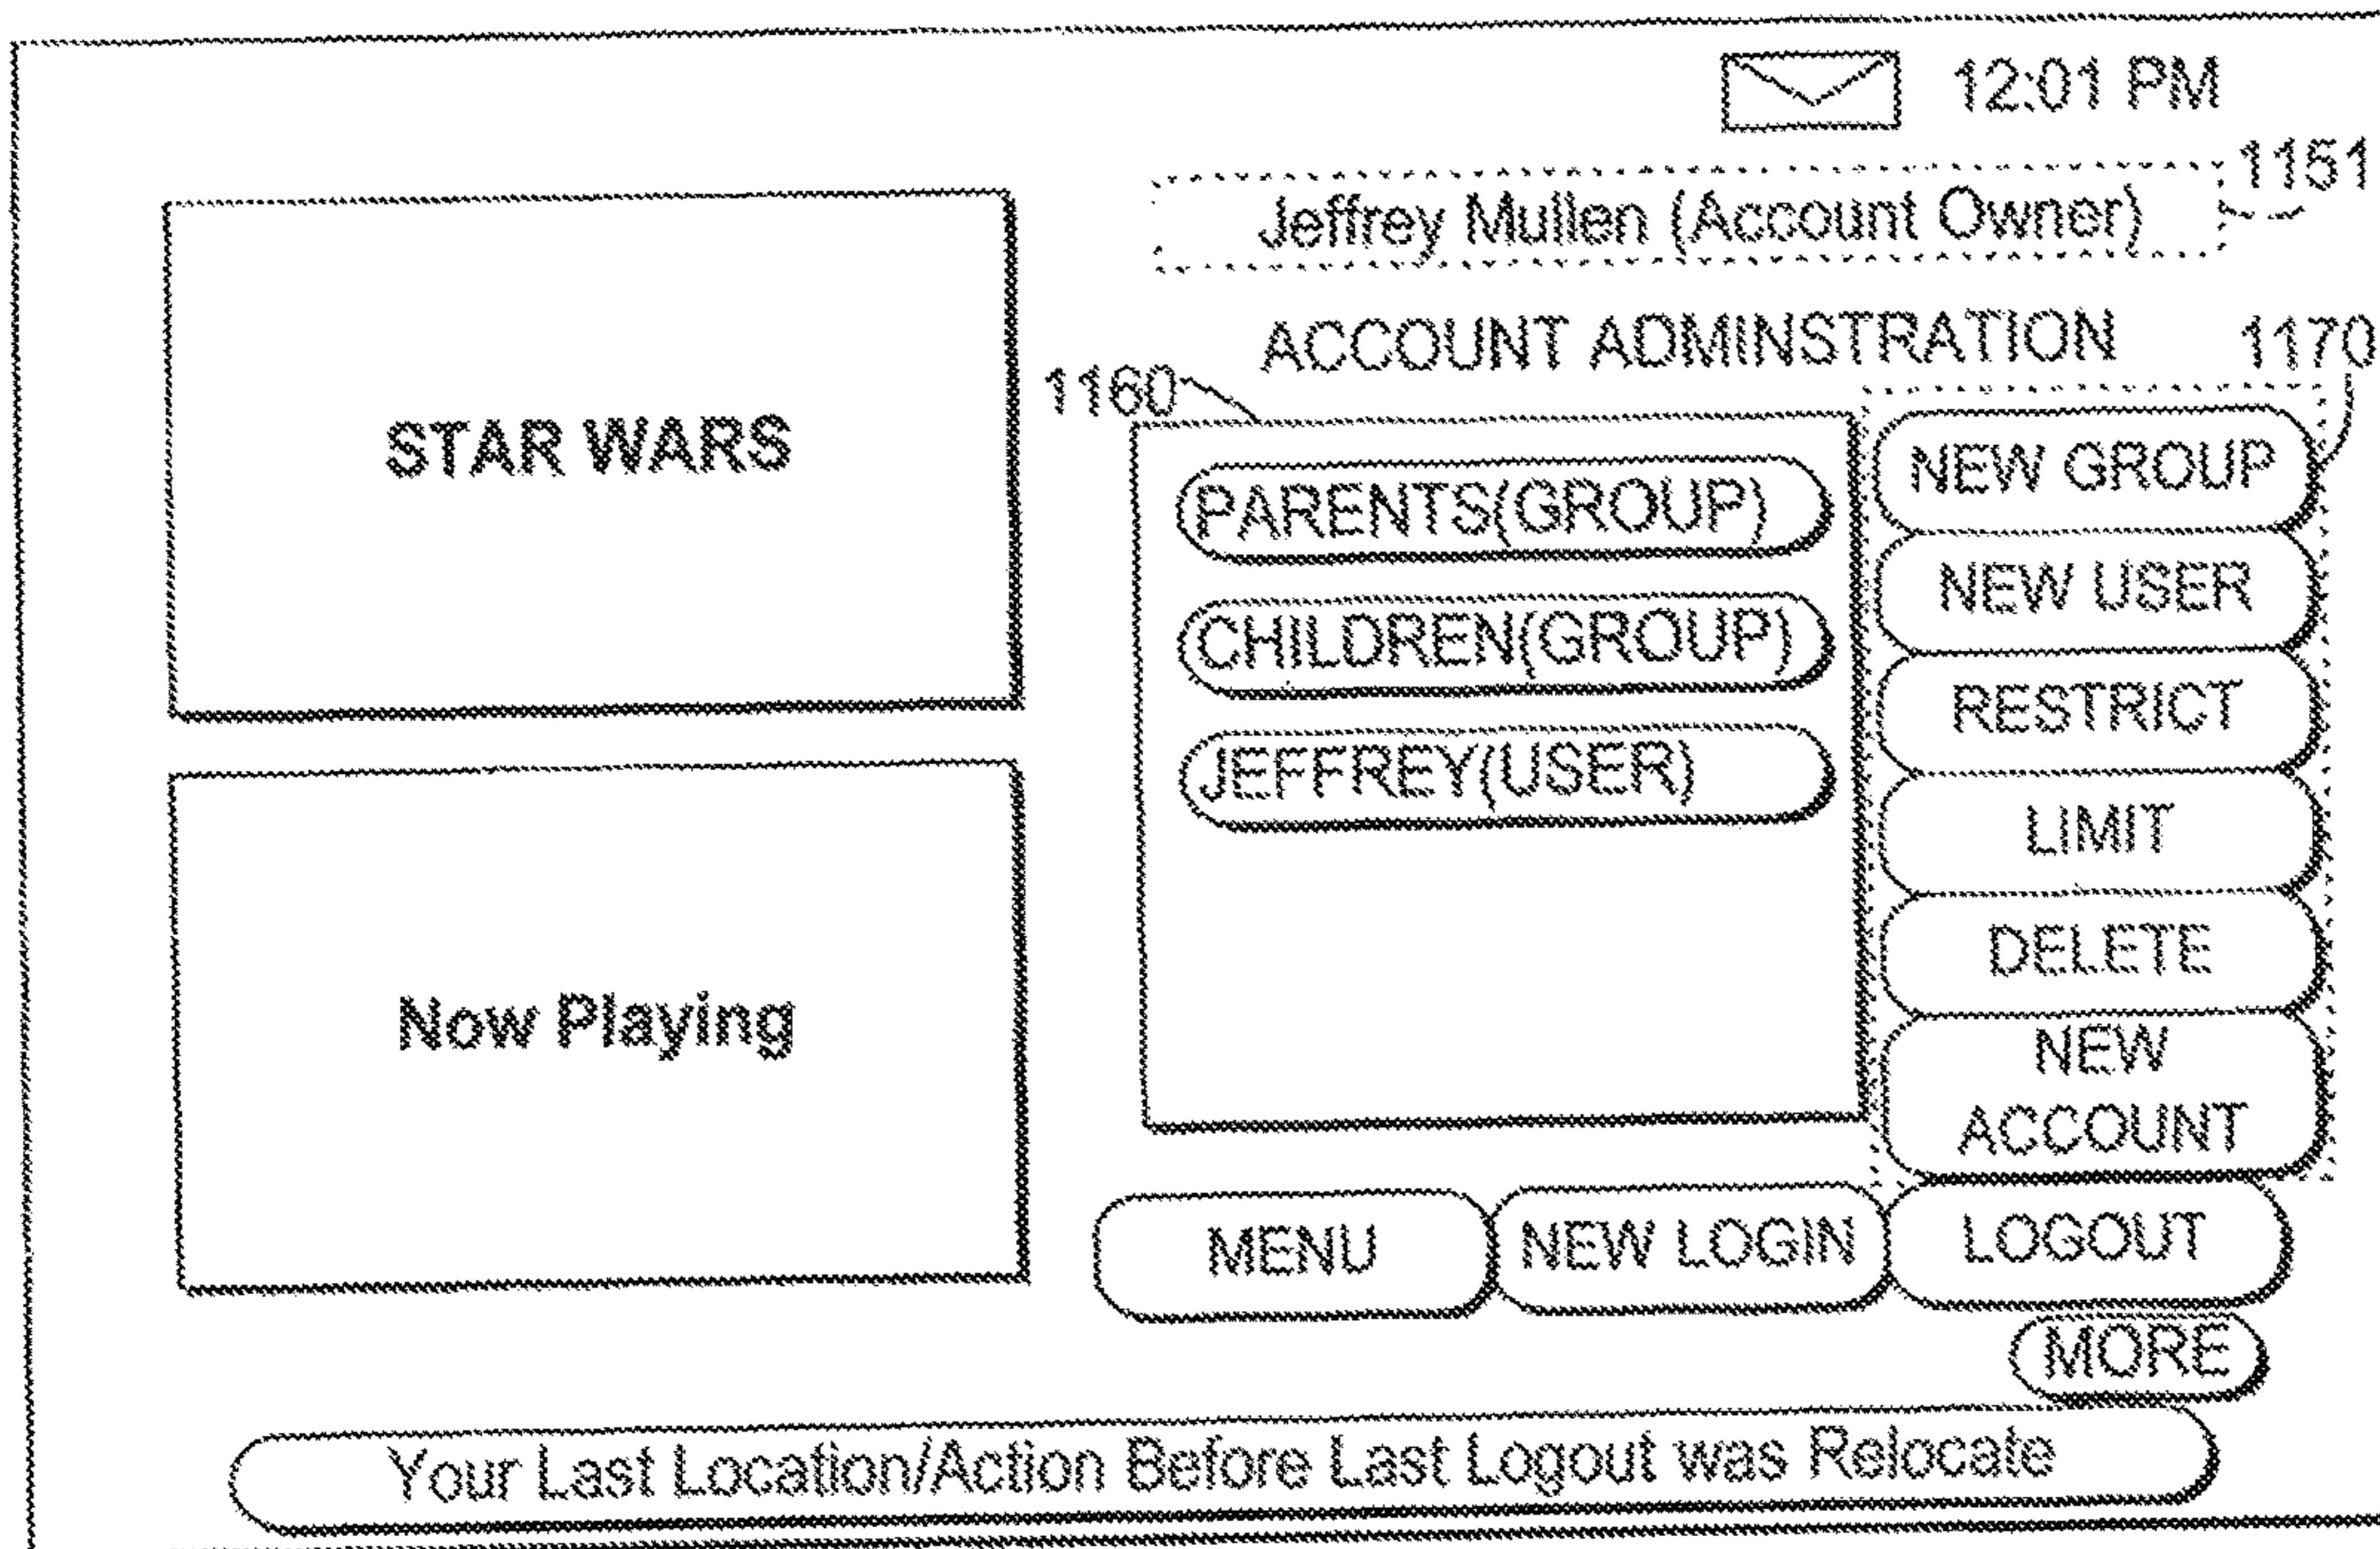 12:01 PM
1151
Jeffrey Mullen (Account Owner)
ACCOUNT ADMINSTRATION
1170
1160
STAR WARS
Now Playing
PARENTS(GROUP)
CHILDREN(GROUP)
JEFFREY(USER)
NEW GROUP
NEW USER
RESTRICT
LIMIT
DELETE
NEW
ACCOUNT
MENU
NEW LOGIN
LOGOUT
MORE
Your Last Location/Action Before Last Logout was Relocate